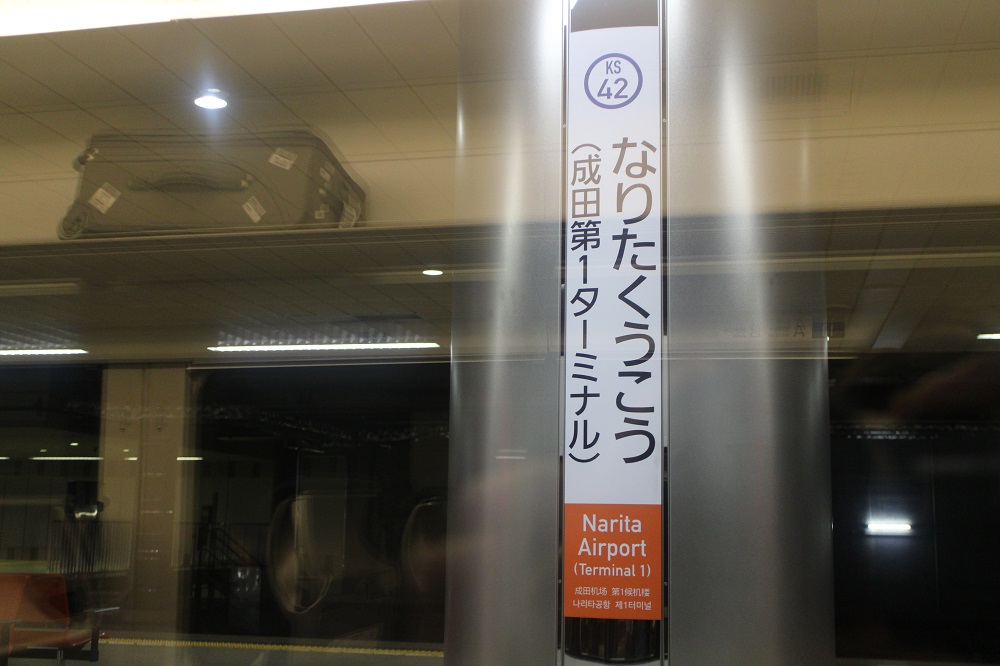 KS
42
なりたくうこう
(成田第1ターミナル)
Narita
Airport
(Terminal 1)
成田机场 第1候机楼
나리타공항 제1터미널